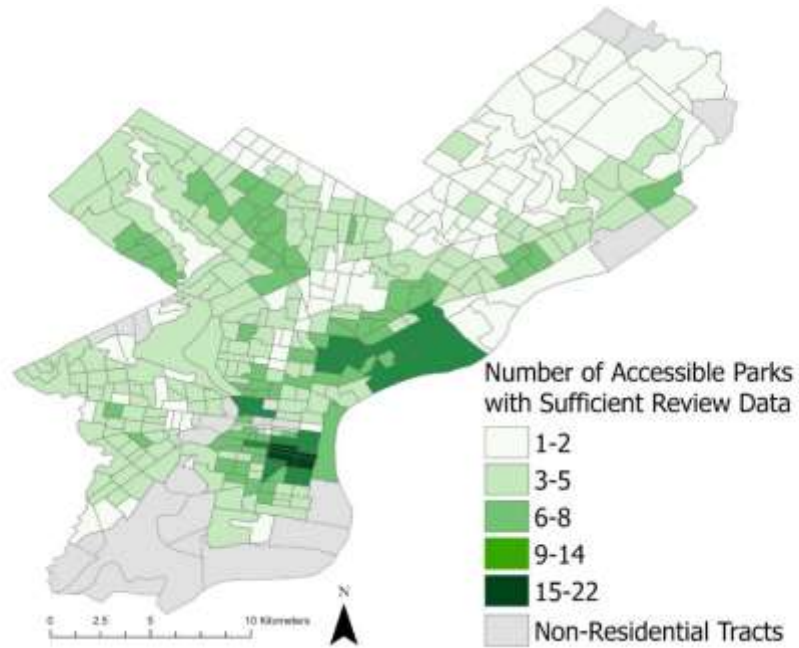 Number of Accessible Parks
with Sufficient Review Data
1-2
3-5
6-8
9-14
15-22
Non-Residential Tracts
N
0 2.5 5 10 Kilometers